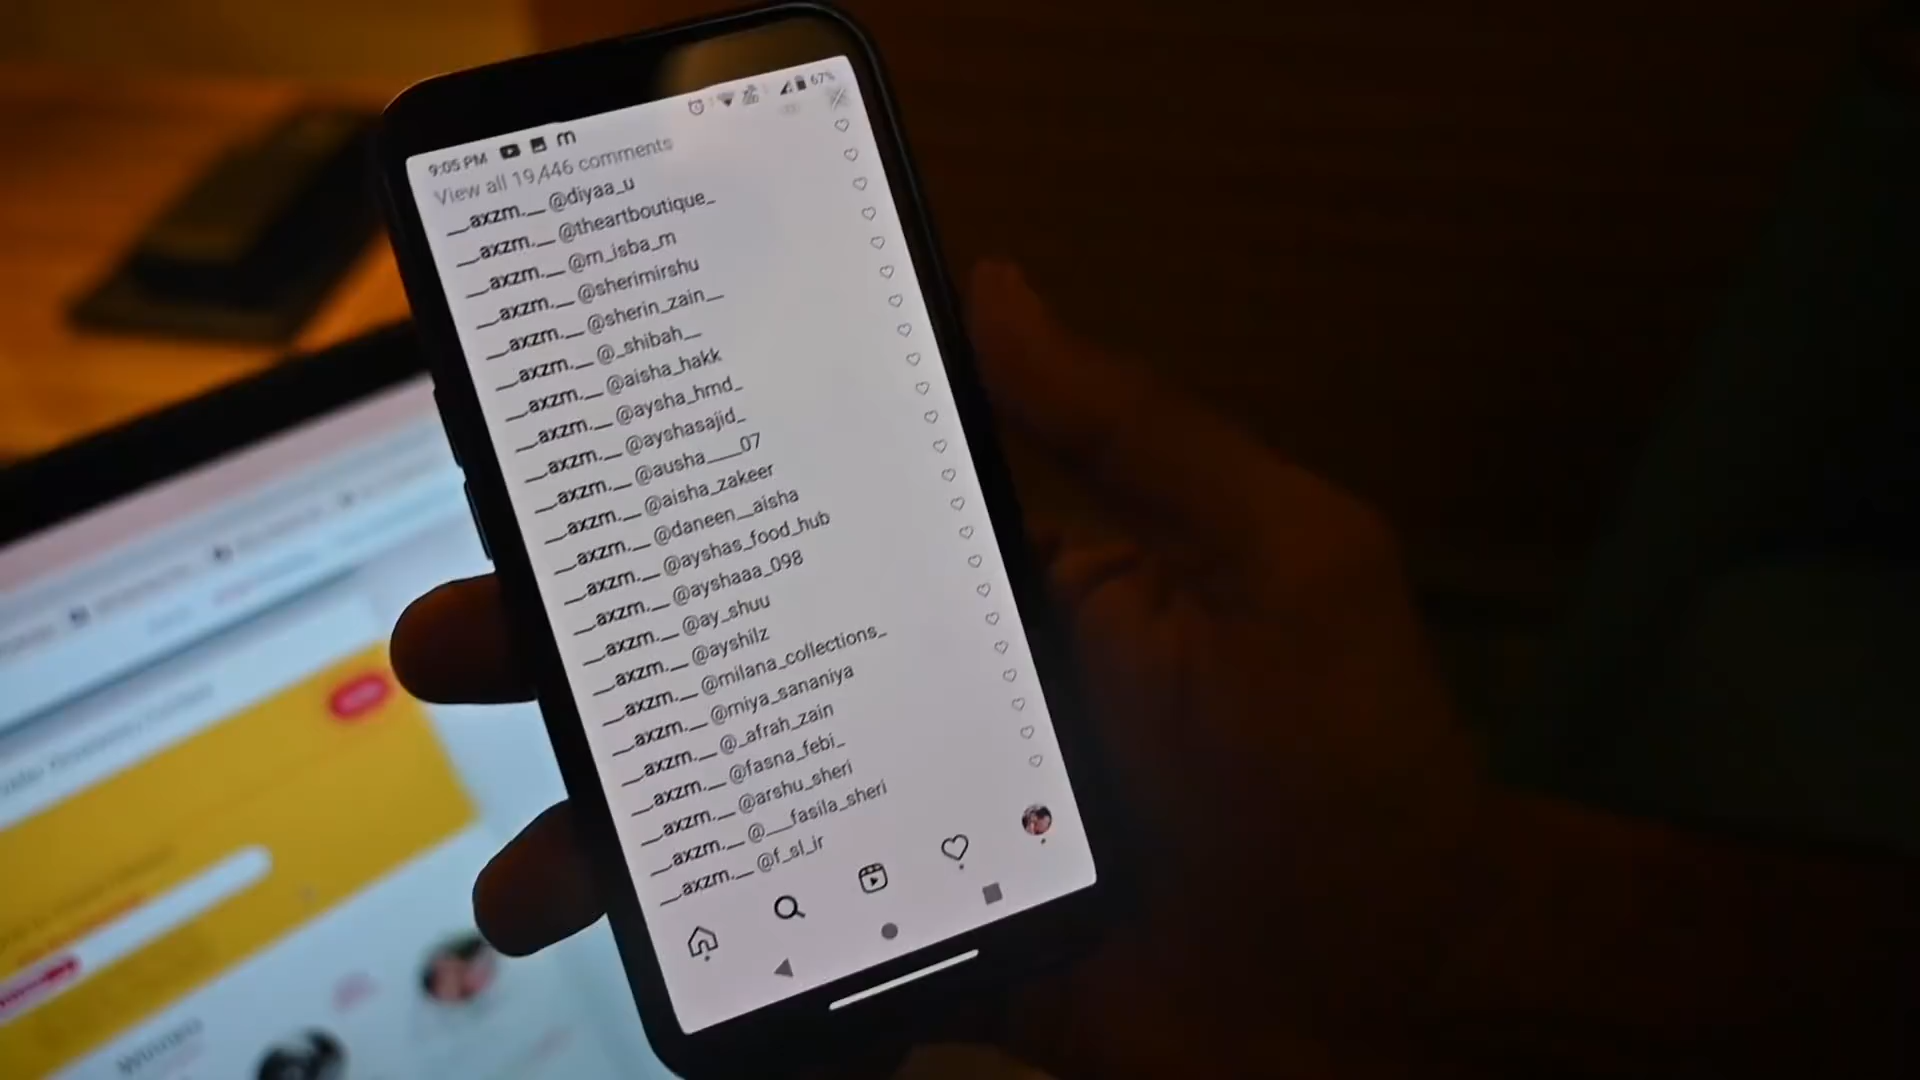 9:05 PM 67%
View all 19,446 comments
__axzm.__ @diyaa_u
__axzm.__ @theartboutique_
__axzm.__ @m_isba_m
__axzm.__ @sherimirshu
__axzm.__ @sherin_zain__
__axzm.__ @_shibah__
__axzm.__ @aisha_hakk
__axzm.__ @aysha_hmd_
__axzm.__ @ayshasajid_
__axzm.__ @ausha____07
__axzm.__ @aisha_zakeer
__axzm.__ @daneen__aisha
__axzm.__ @ayshas_food_hub
__axzm.__ @ayshaaa_098
__axzm.__ @ay_shuu
__axzm.__ @ayshilz
__axzm.__ @milana_collections_
__axzm.__ @miya_sananiya
__axzm.__ @_afrah_zain
__axzm.__ @fasna_febi_
__axzm.__ @arshu_sheri
__axzm.__ @___fasila_sheri
__axzm.__ @f_sl_ir